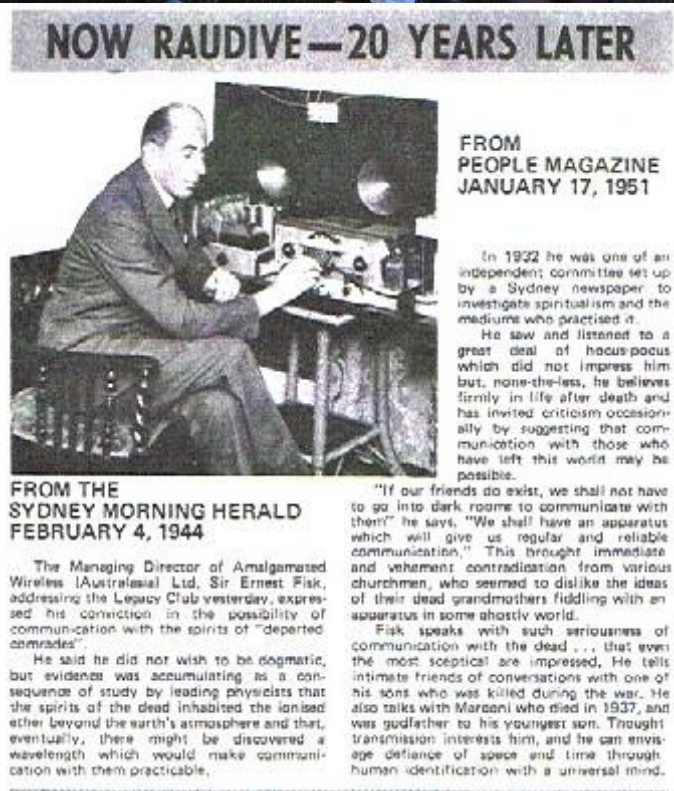 NOW RAUDIVE—20 YEARS LATER
FROM
PEOPLE MAGAZINE
JANUARY 17, 1951
In 1932 he was one of an
independent committee set up
by a Sydney newspaper to
investigate spiritualism and the
mediums who practised it.
He saw and listened to a
great deal of hocus-pocus
which did not impress him
but, none-the-less, he believes
firmly in life after death and
has invited criticism occasion-
ally by suggesting that com-
munication with those who
have left this world may be
possible.
"If our friends do exist, we shall not have
to go into dark rooms to communicate with
them" he says. "We shall have an apparatus
which will give us regular and reliable
communication." This brought immediate
and vehement contradication from various
churchmen, who seemed to dislike the ideas
of their dead grandmothers fiddling with an
apparatus in some ghostly world.
Fisk speaks with such seriousness of
communication with the dead . . . that even
the most sceptical are impressed. He tells
intimate friends of conversations with one of
his sons who was killed during the war. He
also talks with Marconi who died in 1937, and
was godfather to his youngest son. Thought
transmission interests him, and he can envis-
age defiance of space and time through
human identification with a universal mind.
FROM THE
SYDNEY MORNING HERALD
FEBRUARY 4, 1944
The Managing Director of Amalgamated
Wireless (Australasia) Ltd, Sir Ernest Fisk,
addressing the Legacy Club yesterday, expres-
sed his conviction in the possibility of
communication with the spirits of "departed
comrades".
He said he did not wish to be dogmatic,
but evidence was accumulating as a con-
sequence of study by leading physicists that
the spirits of the dead inhabited the ionised
ether beyond the earth's atmosphere and that,
eventually, there might be discovered a
wavelength which would make communi-
cation with them practicable.